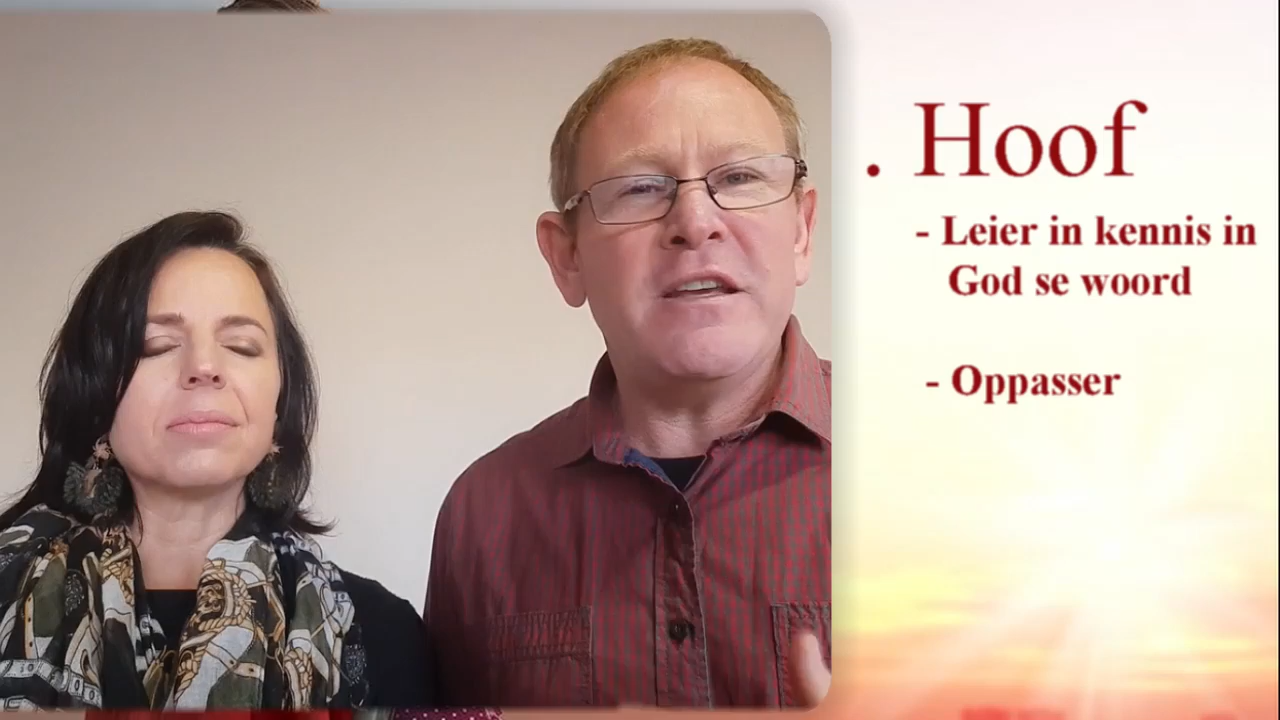 . Hoof
- Leier in kennis in
God se woord
- Oppasser